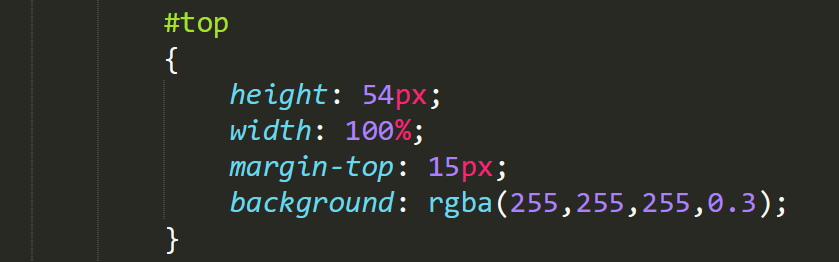 #top
{
height: 54px;
width: 100%;
margin-top: 15px;
background: rgba(255,255,255,0.3);
}